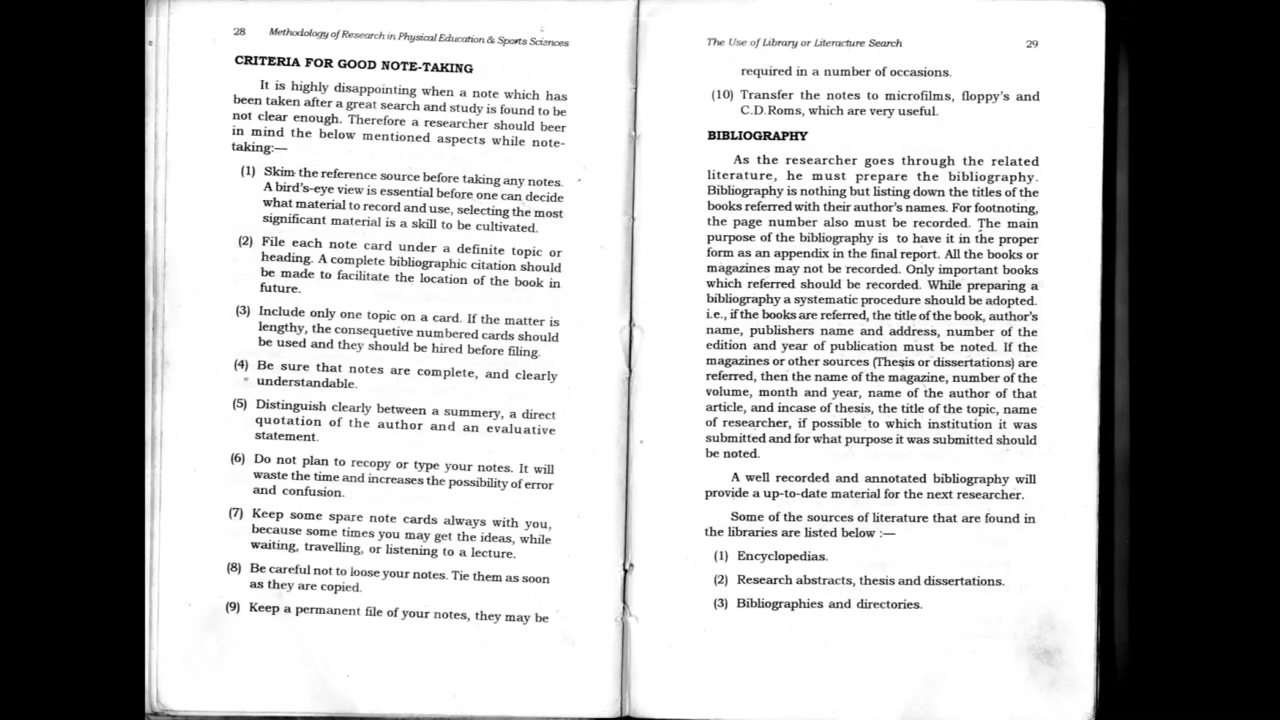 28 Methodology of Research in Physical Education & Sports Sciences
CRITERIA FOR GOOD NOTE-TAKING
It is highly disappointing when a note which has
been taken after a great search and study is found to be
not clear enough. Therefore a researcher should beer
in mind the below mentioned aspects while note-
taking:—
(1) Skim the reference source before taking any notes.
A bird's-eye view is essential before one can decide
what material to record and use, selecting the most
significant material is a skill to be cultivated.
(2) File each note card under a definite topic or
heading. A complete bibliographic citation should
be made to facilitate the location of the book in
future.
(3) Include only one topic on a card. If the matter is
lengthy, the consequetive numbered cards should
be used and they should be hired before filing.
(4) Be sure that notes are complete, and clearly
understandable.
(5) Distinguish clearly between a summery, a direct
quotation of the author and an evaluative
statement.
(6) Do not plan to recopy or type your notes. It will
waste the time and increases the possibility of error
and confusion.
(7) Keep some spare note cards always with you,
because some times you may get the ideas, while
waiting, travelling, or listening to a lecture.
(8) Be careful not to loose your notes. Tie them as soon
as they are copied.
(9) Keep a permanent file of your notes, they may be
The Use of Library or Literacture Search 29
required in a number of occasions.
(10) Transfer the notes to microfilms, floppy's and
C.D.Roms, which are very useful.
BIBLIOGRAPHY
As the researcher goes through the related
literature, he must prepare the bibliography.
Bibliography is nothing but listing down the titles of the
books referred with their author's names. For footnoting,
the page number also must be recorded. The main
purpose of the bibliography is to have it in the proper
form as an appendix in the final report. All the books or
magazines may not be recorded. Only important books
which referred should be recorded. While preparing a
bibliography a systematic procedure should be adopted.
i.e., if the books are referred, the title of the book, author's
name, publishers name and address, number of the
edition and year of publication must be noted. If the
magazines or other sources (Thesis or dissertations) are
referred, then the name of the magazine, number of the
volume, month and year, name of the author of that
article, and incase of thesis, the title of the topic, name
of researcher, if possible to which institution it was
submitted and for what purpose it was submitted should
be noted.
A well recorded and annotated bibliography will
provide a up-to-date material for the next researcher.
Some of the sources of literature that are found in
the libraries are listed below :—
(1) Encyclopedias.
(2) Research abstracts, thesis and dissertations.
(3) Bibliographies and directories.